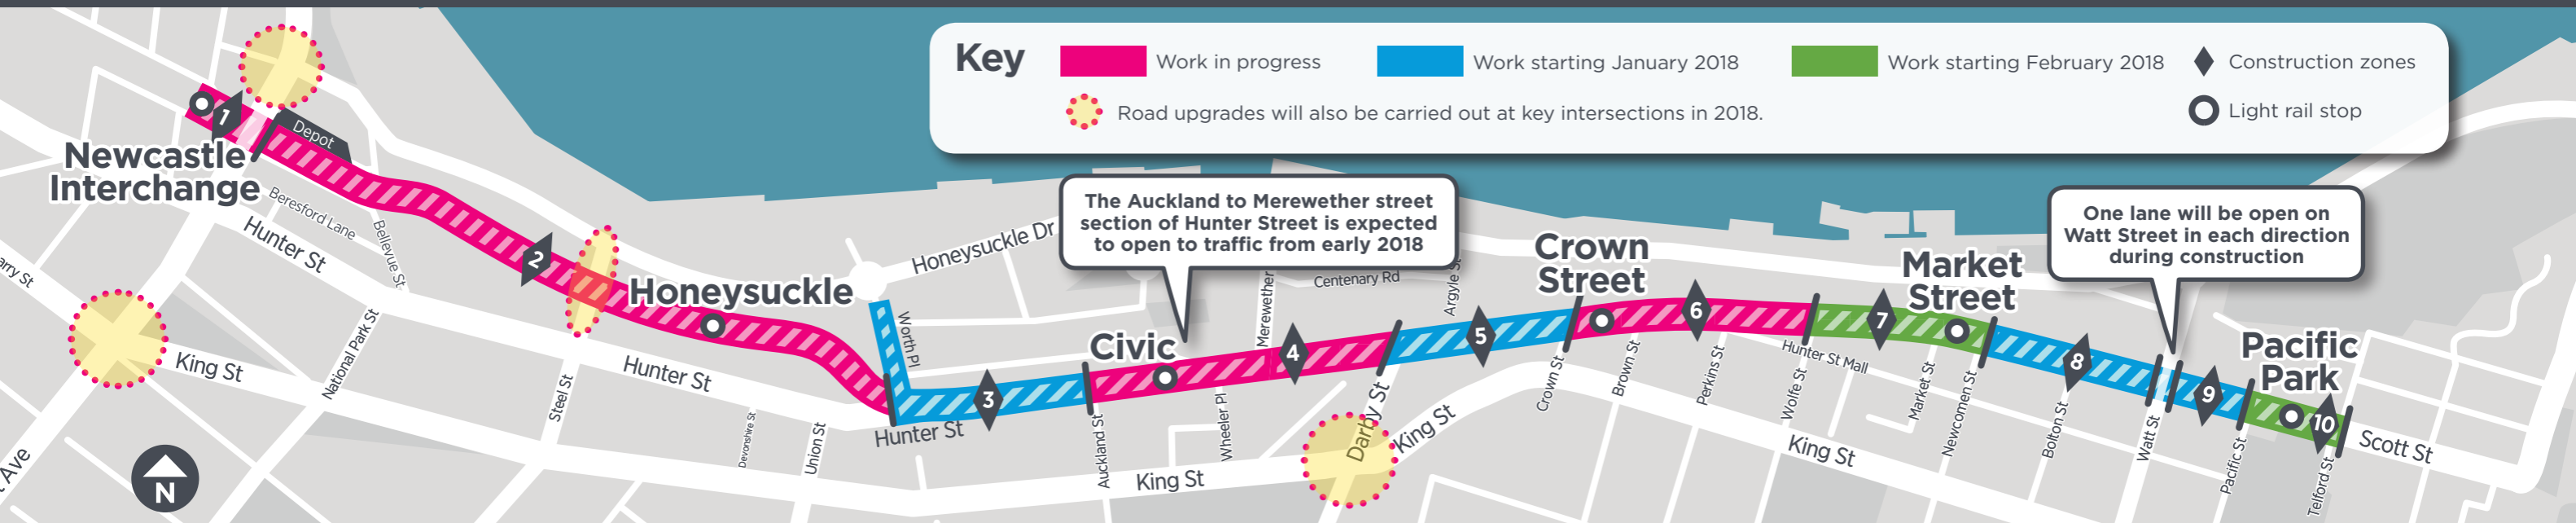 Key
Work in progress
Work starting January 2018
Work starting February 2018
Construction zones
Road upgrades will also be carried out at key intersections in 2018.
Light rail stop
1
Depot
Newcastle
Interchange
Beresford Lane
Hunter St
Bellevue St
2
Honeysuckle
Honeysuckle Dr
The Auckland to Merewether street
section of Hunter Street is expected
to open to traffic from early 2018
Centenary Rd
Merewether
Argyle St
Crown
Street
Market
Street
One lane will be open on
Watt Street in each direction
during construction
Pacific
Park
King St
National Park St
Steel St
Hunter St
Devonshire St
Union St
Worth Pl
Hunter St
3
Civic
4
5
6
7
8
9
10
Auckland St
Wheeler Pl
King St
Darby St
King St
Crown St
Brown St
Perkins St
Wolfe St
Hunter St Mall
King St
Market St
Newcomen St
Bolton St
Watt St
Pacific St
Telford St
Scott St
Ave
N